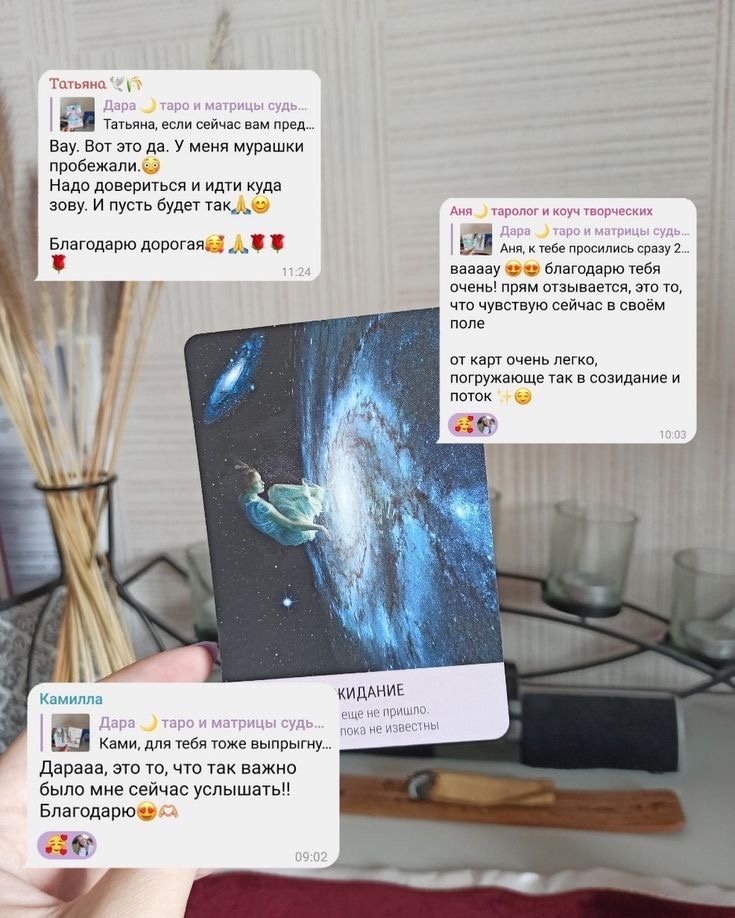 Татьяна 🕊️🌾
Дара 🌙 таро и матрицы судь...
Татьяна, если сейчас вам пред...
Вау. Вот это да. У меня мурашки
пробежали.😳
Надо довериться и идти куда
зову. И пусть будет так🙏😊
Благодарю дорогая🥰🙏🌹🌹
🌹
11:24
Аня🌙 таролог и коуч творческих
Дара 🌙 таро и матрицы судь...
Аня, к тебе просились сразу 2...
ваааау 😍😍 благодарю тебя
очень! прям отзывается, это то,
что чувствую сейчас в своём
поле
от карт очень легко,
погружающе так в созидание и
поток ✨😌
10:03
ЖИДАНИЕ
еще не пришло.
пока не известны
Камилла
Дара 🌙 таро и матрицы судь...
Ками, для тебя тоже выпрыгну...
Дарааа, это то, что так важно
было мне сейчас услышать!!
Благодарю😍🫶
09:02